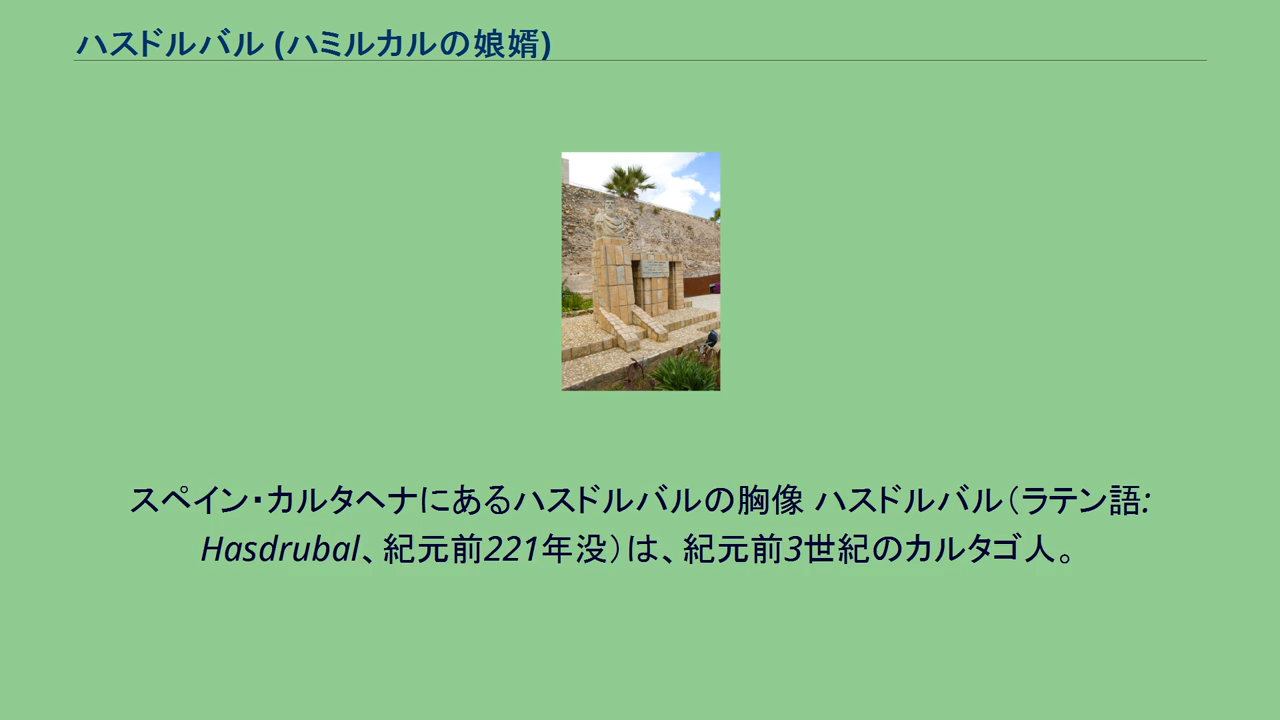 ハスドルバル (ハミルカルの娘婿)
スペイン・カルタヘナにあるハスドルバルの胸像 ハスドルバル（ラテン語:
Hasdrubal、紀元前221年没）は、紀元前3世紀のカルタゴ人。